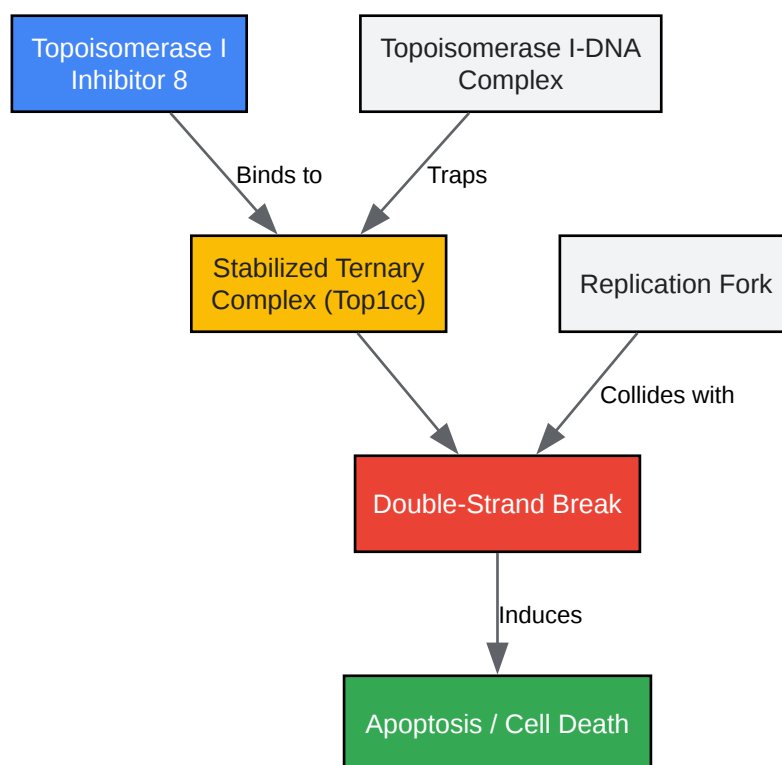 Topoisomerase I
Inhibitor 8
Topoisomerase I-DNA
Complex
Binds to
Traps
Stabilized Ternary
Complex (Top1cc)
Replication Fork
Collides with
Double-Strand Break
Induces
Apoptosis / Cell Death